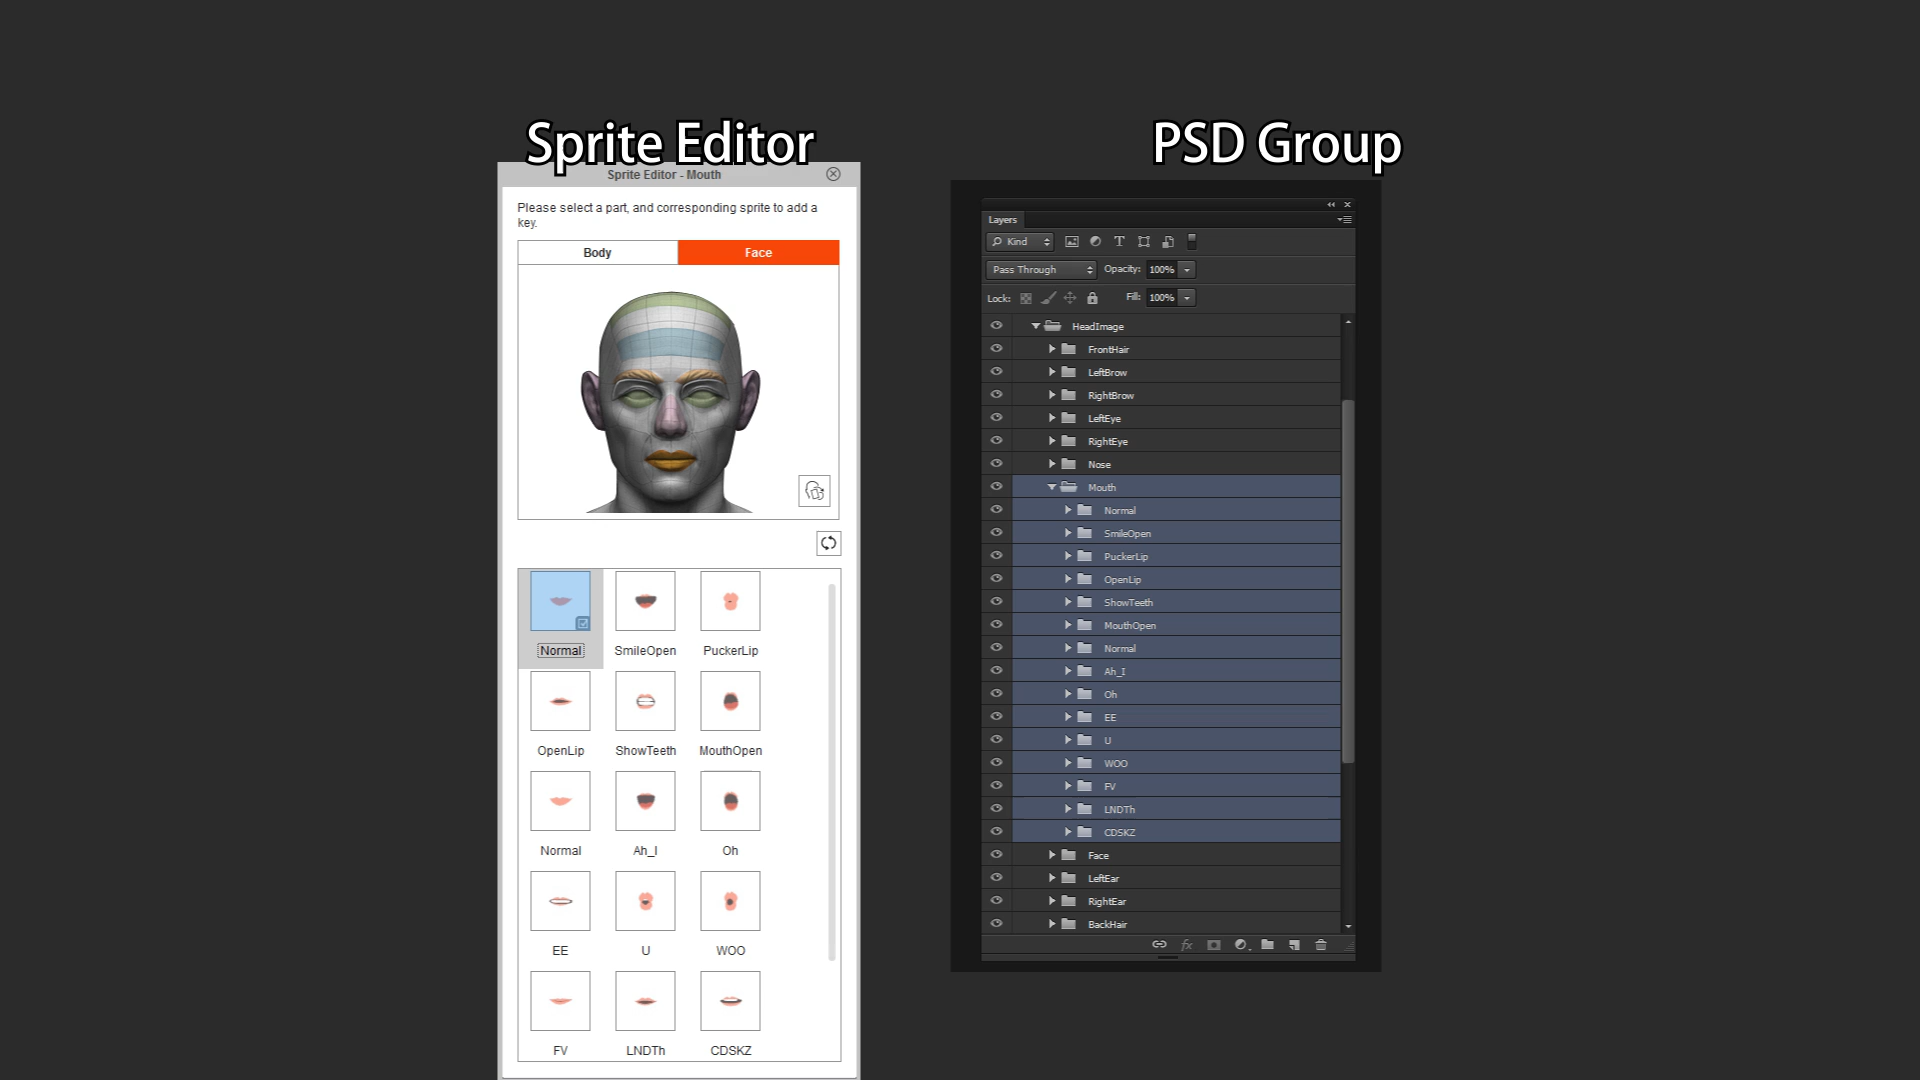 Sprite Editor
Sprite Editor - Mouth
Please select a part, and corresponding sprite to add a
key.
Body
Face
Normal
SmileOpen
PuckerLip
OpenLip
ShowTeeth
MouthOpen
Normal
Ah_I
Oh
EE
U
WOO
FV
LNDTh
CDSKZ
PSD Group
Layers
Kind
T
Pass Through
Opacity: 100%
Lock:
Fill: 100%
HeadImage
FrontHair
LeftBrow
RightBrow
LeftEye
RightEye
Nose
Mouth
Normal
SmileOpen
PuckerLip
OpenLip
ShowTeeth
MouthOpen
Normal
Ah_I
Oh
EE
U
WOO
FV
LNDTh
CDSKZ
Face
LeftEar
RightEar
BackHair
fx